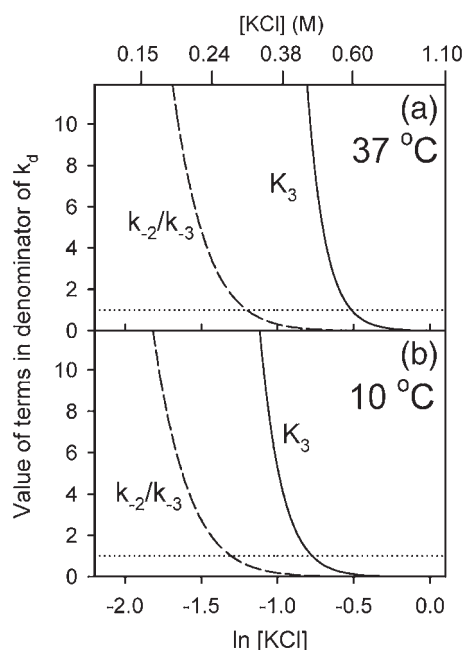 [KCl] (M)
0.15 0.24 0.38 0.60 1.10
(a)
37 °C
K3
k-2/k-3
10
8
6
4
2
0
(b)
10 °C
K3
k-2/k-3
10
8
6
4
2
0
Value of terms in denominator of kd
-2.0 -1.5 -1.0 -0.5 0.0
ln [KCl]